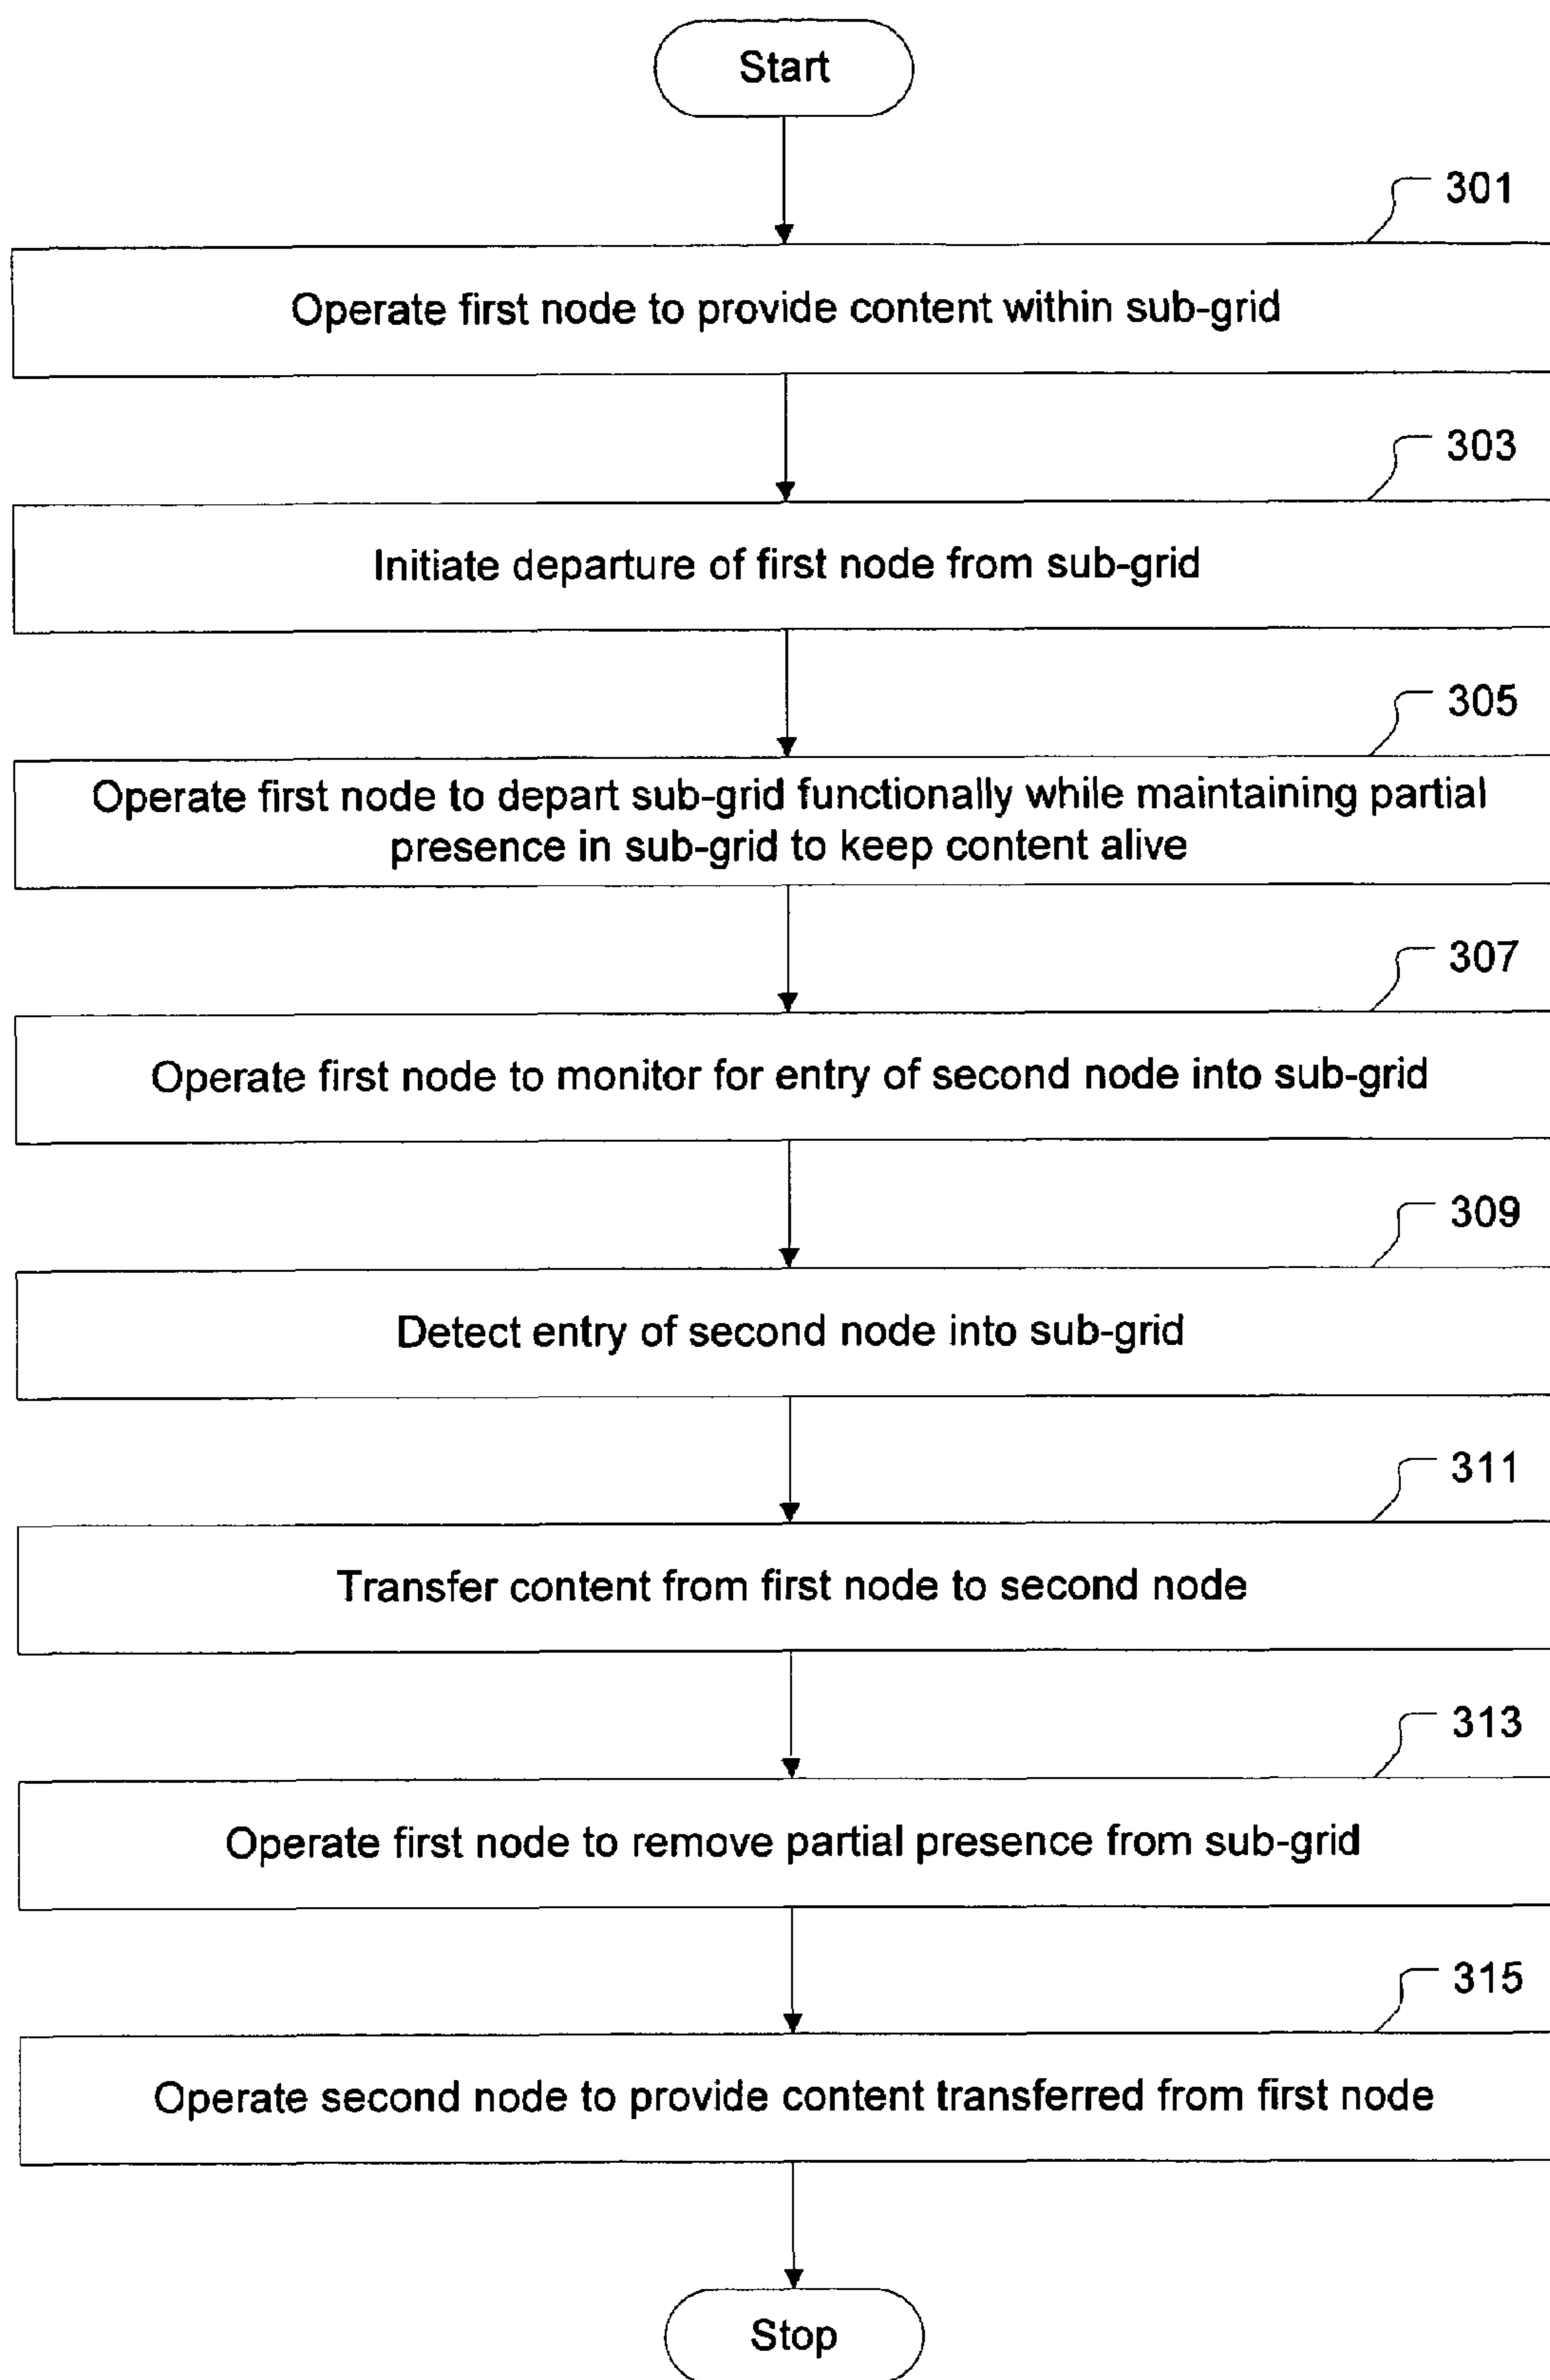 Start
301
Operate first node to provide content within sub-grid
303
Initiate departure of first node from sub-grid
305
Operate first node to depart sub-grid functionally while maintaining partial
presence in sub-grid to keep content alive
307
Operate first node to monitor for entry of second node into sub-grid
309
Detect entry of second node into sub-grid
311
Transfer content from first node to second node
313
Operate first node to remove partial presence from sub-grid
315
Operate second node to provide content transferred from first node
Stop